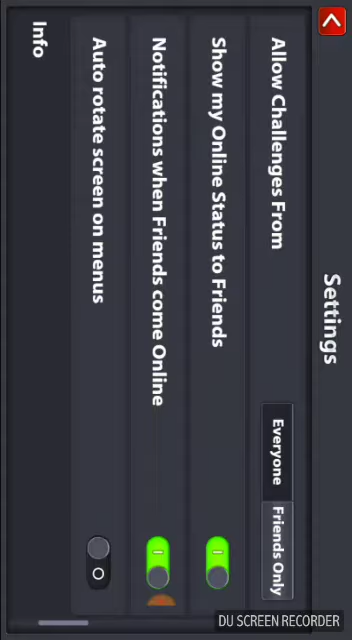 Settings
Allow Challenges From
Everyone
Friends Only
Show my Online Status to Friends
Notifications when Friends come Online
Auto rotate screen on menus
Info
DU SCREEN RECORDER